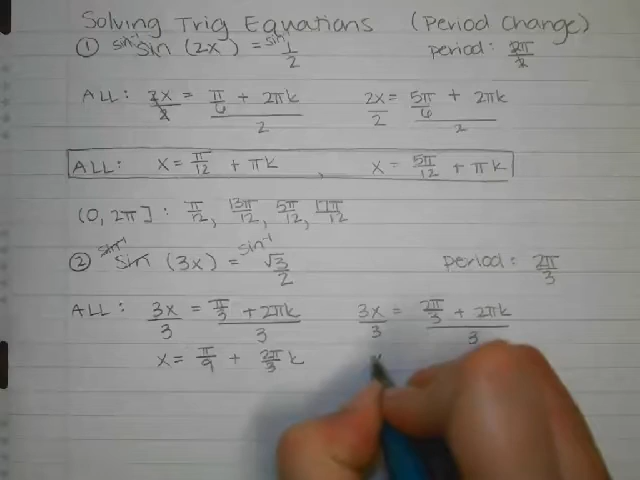 Solving Trig Equations (Period Change)
① sin⁻¹ sin (2x) = sin⁻¹ 1/2 period: 2π/2
ALL: 2x/2 = (π/6 + 2πk)/2 2x/2 = (5π/6 + 2πk)/2
ALL: x = π/12 + πk , x = 5π/12 + πk
(0, 2π] : π/12, 13π/12, 5π/12, 17π/12
② sin⁻¹ sin (3x) = sin⁻¹ √3/2 period: 2π/3
ALL: 3x/3 = (π/3 + 2πk)/3 3x/3 = (2π/3 + 2πk)/3
x = π/9 + 2π/3 k x